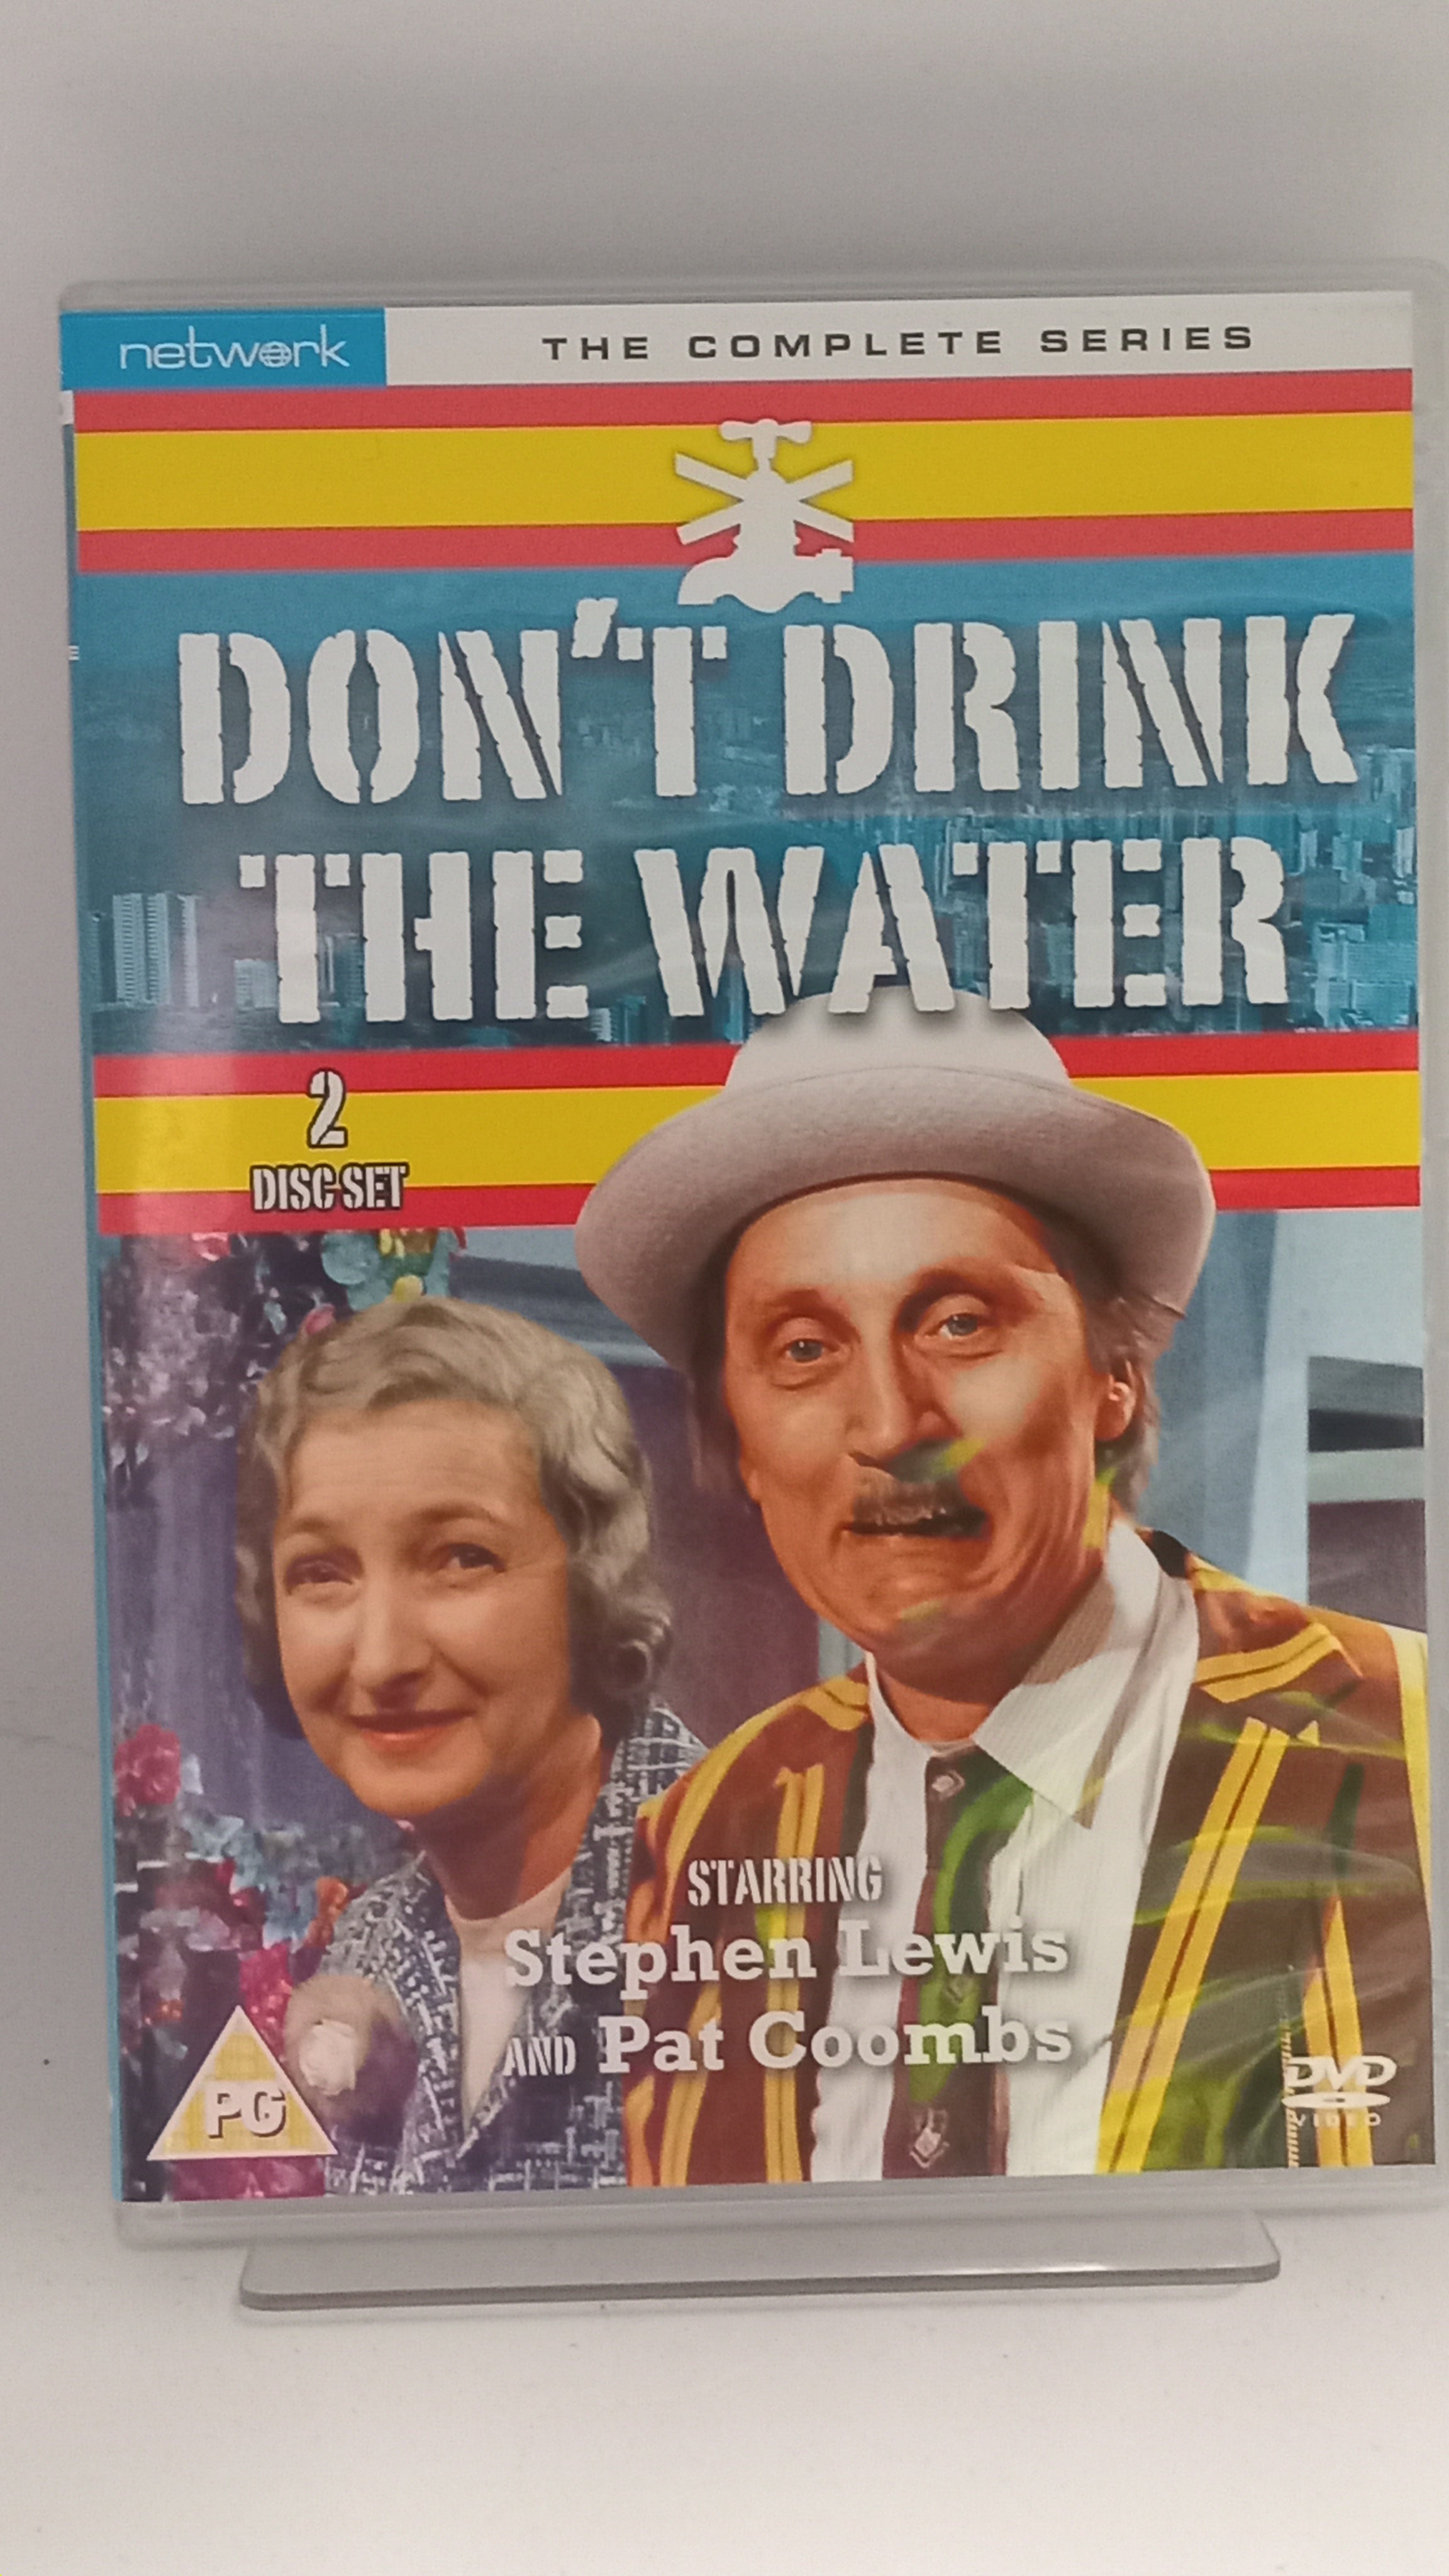 network
THE COMPLETE SERIES
DON'T DRINK
THE WATER
2
DISC SET
STARRING
Stephen Lewis
AND Pat Coombs
PG
DVD
VIDEO